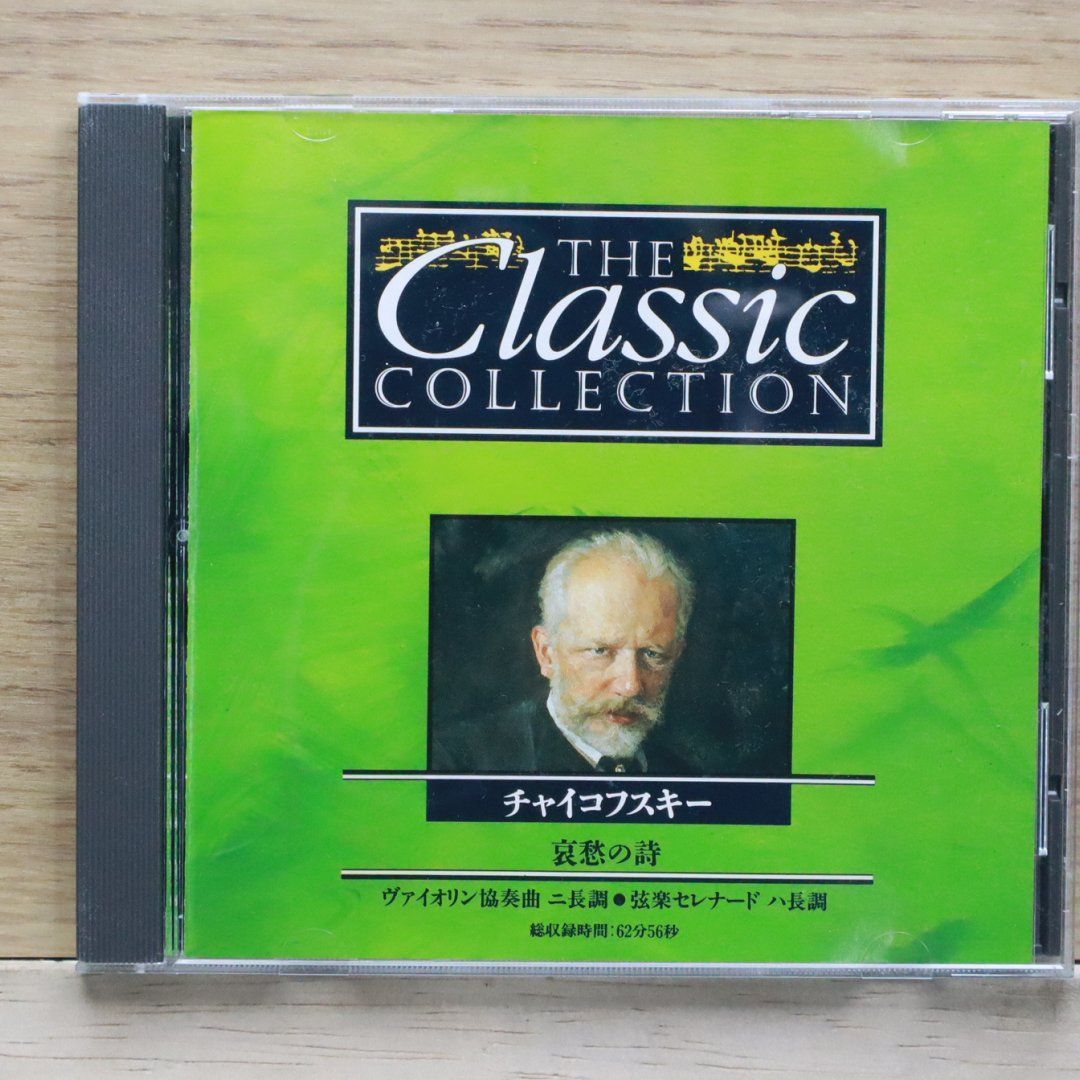 THE
Classic
COLLECTION
チャイコフスキー
哀愁の詩
ヴァイオリン協奏曲 ニ長調●弦楽セレナード ハ長調
総収録時間:62分56秒